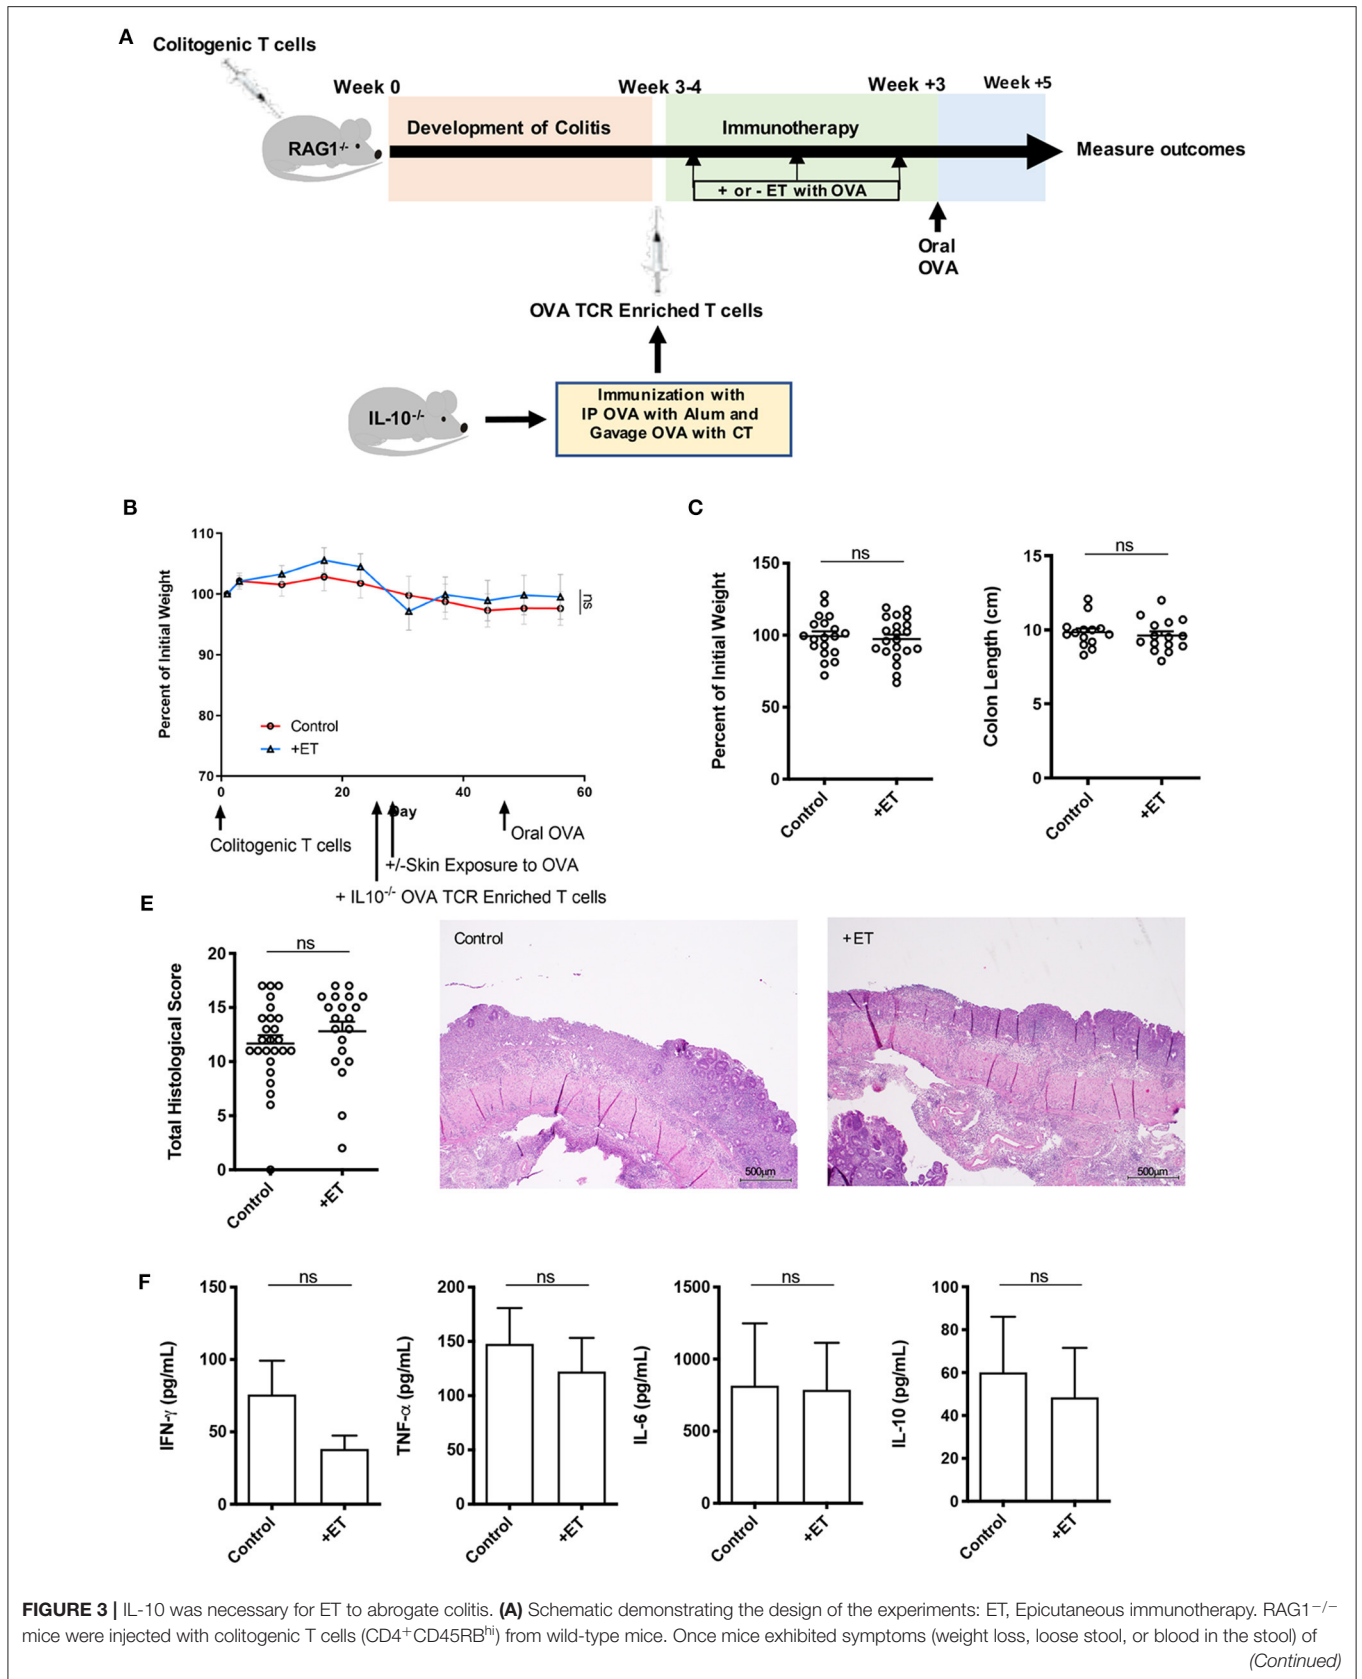 A
Colitogenic T cells
Week 0
Week 3-4
Week +3
Week +5
Development of Colitis
Immunotherapy
RAG1-/-
Measure outcomes
+ or - ET with OVA
Oral
OVA
OVA TCR Enriched T cells
IL-10-/-
Immunization with
IP OVA with Alum and
Gavage OVA with CT
B
110
100
90
80
70
Percent of Initial Weight
ns
Control
+ET
0
20
40
60
Day
Colitogenic T cells
Oral OVA
+/-Skin Exposure to OVA
+ IL10-/- OVA TCR Enriched T cells
C
ns
150
100
50
0
Percent of Initial Weight
Control
+ET
ns
15
10
5
0
Colon Length (cm)
Control
+ET
E
ns
20
15
10
5
0
Total Histological Score
Control
+ET
Control
500µm
+ET
500µm
F
ns
150
100
50
0
IFN-γ (pg/mL)
Control
+ET
ns
200
150
100
50
0
TNF-α (pg/mL)
Control
+ET
ns
1500
1000
500
0
IL-6 (pg/mL)
Control
+ET
ns
100
80
60
40
20
0
IL-10 (pg/mL)
Control
+ET
FIGURE 3 | IL-10 was necessary for ET to abrogate colitis. (A) Schematic demonstrating the design of the experiments: ET, Epicutaneous immunotherapy. RAG1−/−
mice were injected with colitogenic T cells (CD4+CD45RBhi) from wild-type mice. Once mice exhibited symptoms (weight loss, loose stool, or blood in the stool) of
(Continued)